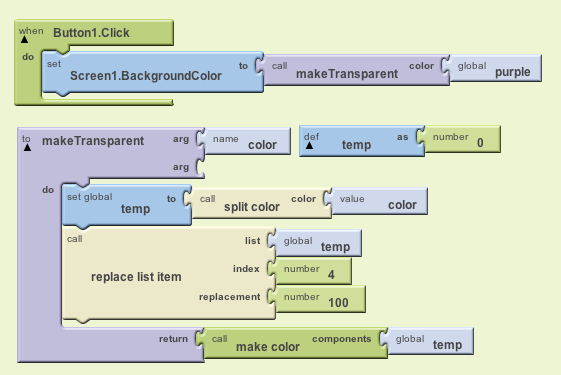 when Button1.Click
do set Screen1.BackgroundColor to call makeTransparent color global purple
to makeTransparent arg name color
arg
def temp as number 0
do set global temp to call split color color value color
call replace list item list global temp
index number 4
replacement number 100
return call make color components global temp